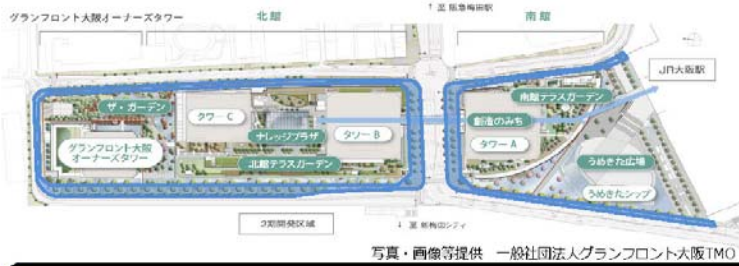 グランフロント大阪オーナーズタワー
北館
↑ 至 阪急梅田駅
南館
JR大阪駅
ザ・ガーデン
タワー C
ナレッジプラザ
タワー B
グランフロント大阪
オーナーズタワー
北館テラスガーデン
南館テラスガーデン
創造のみち
タワー A
うめきた広場
うめきたシップ
2期開発区域
↓ 至 新梅田シティ
写真・画像等提供 一般社団法人グランフロント大阪TMO